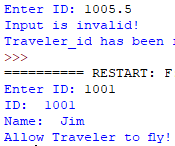 Enter ID: 1005.5
Input is invalid!
Traveler_id has been
>>>
========== RESTART: F
Enter ID: 1001
ID:  1001
Name:  Jim
Allow Traveler to fly!